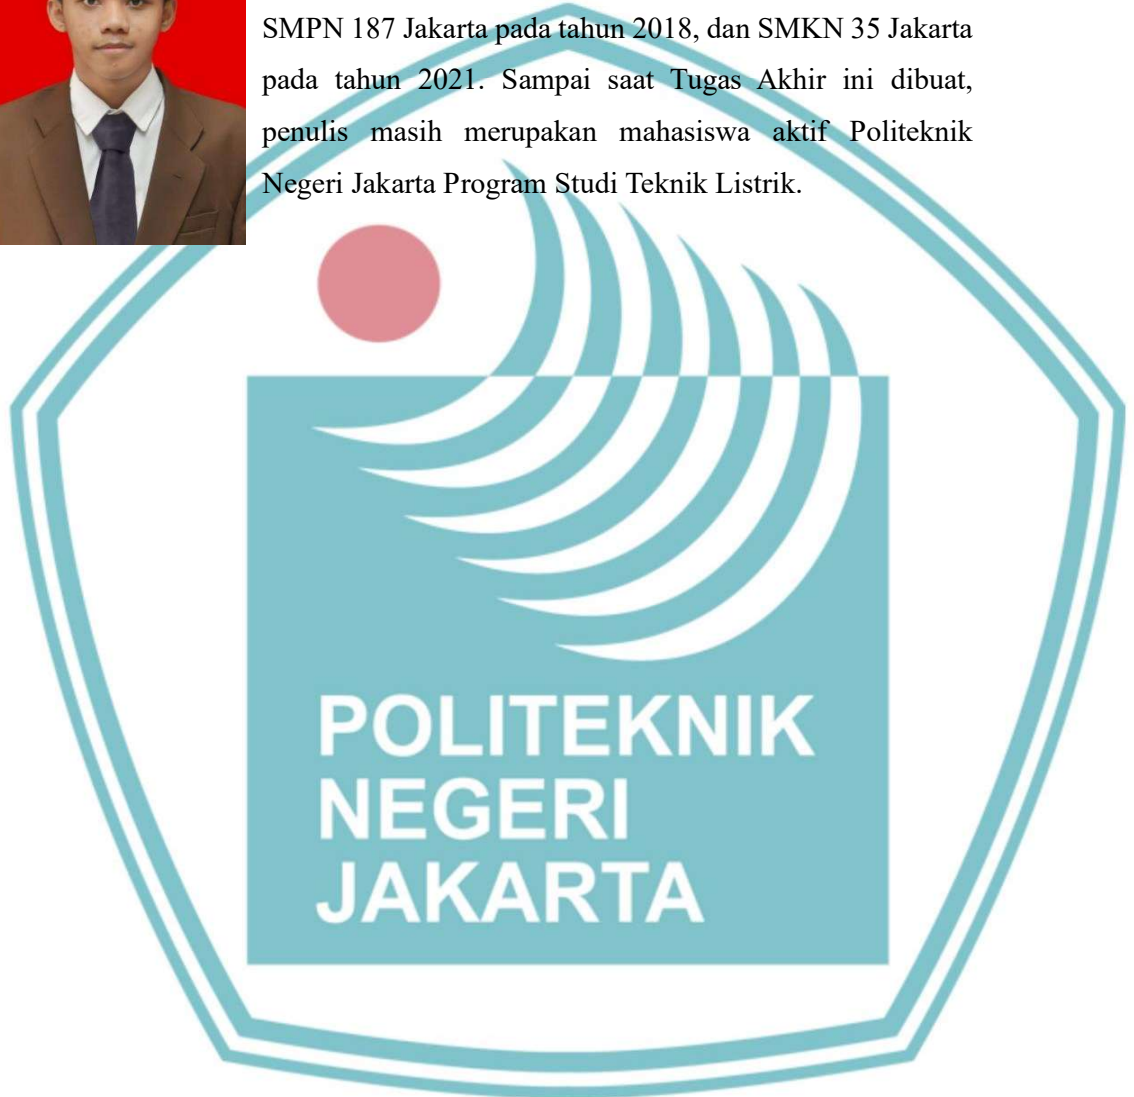 SMPN 187 Jakarta pada tahun 2018, dan SMKN 35 Jakarta
pada tahun 2021. Sampai saat Tugas Akhir ini dibuat,
penulis masih merupakan mahasiswa aktif Politeknik
Negeri Jakarta Program Studi Teknik Listrik.
POLITEKNIK
NEGERI
JAKARTA